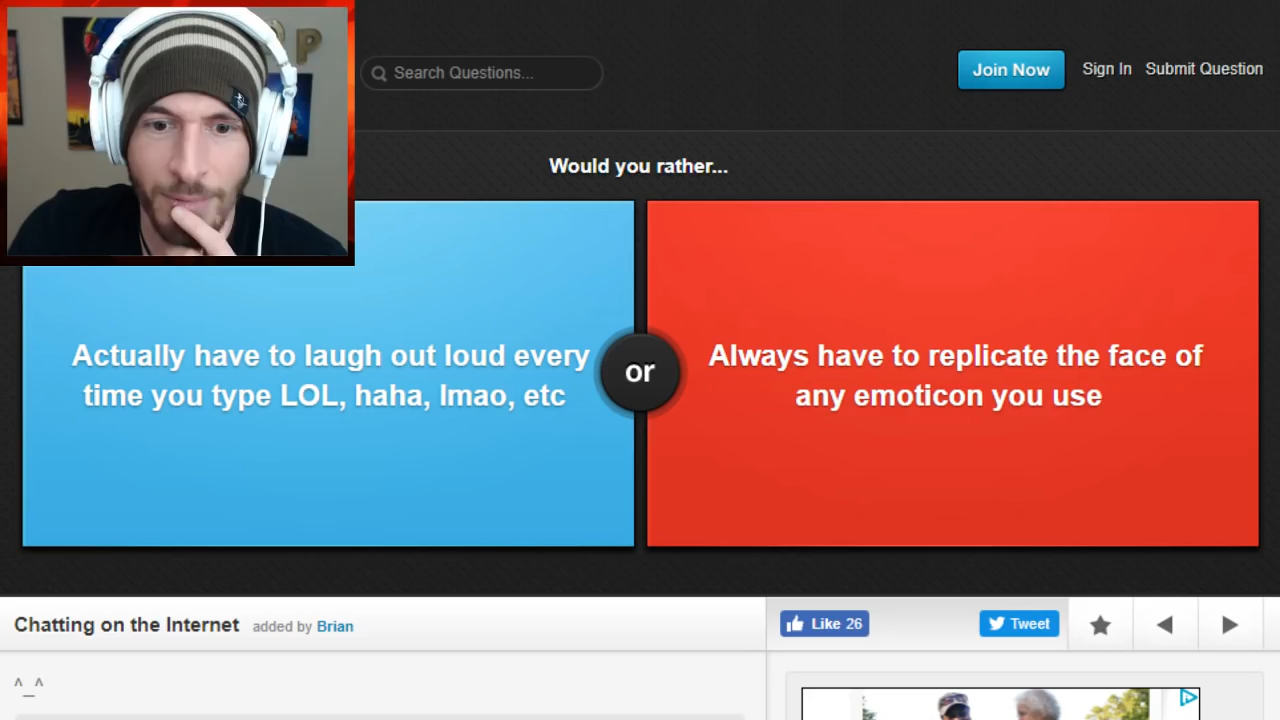 Search Questions...
Join Now
Sign In
Submit Question
Would you rather...
Actually have to laugh out loud every
time you type LOL, haha, lmao, etc
or
Always have to replicate the face of
any emoticon you use
Chatting on the Internet added by Brian
Like 26
Tweet
^_^